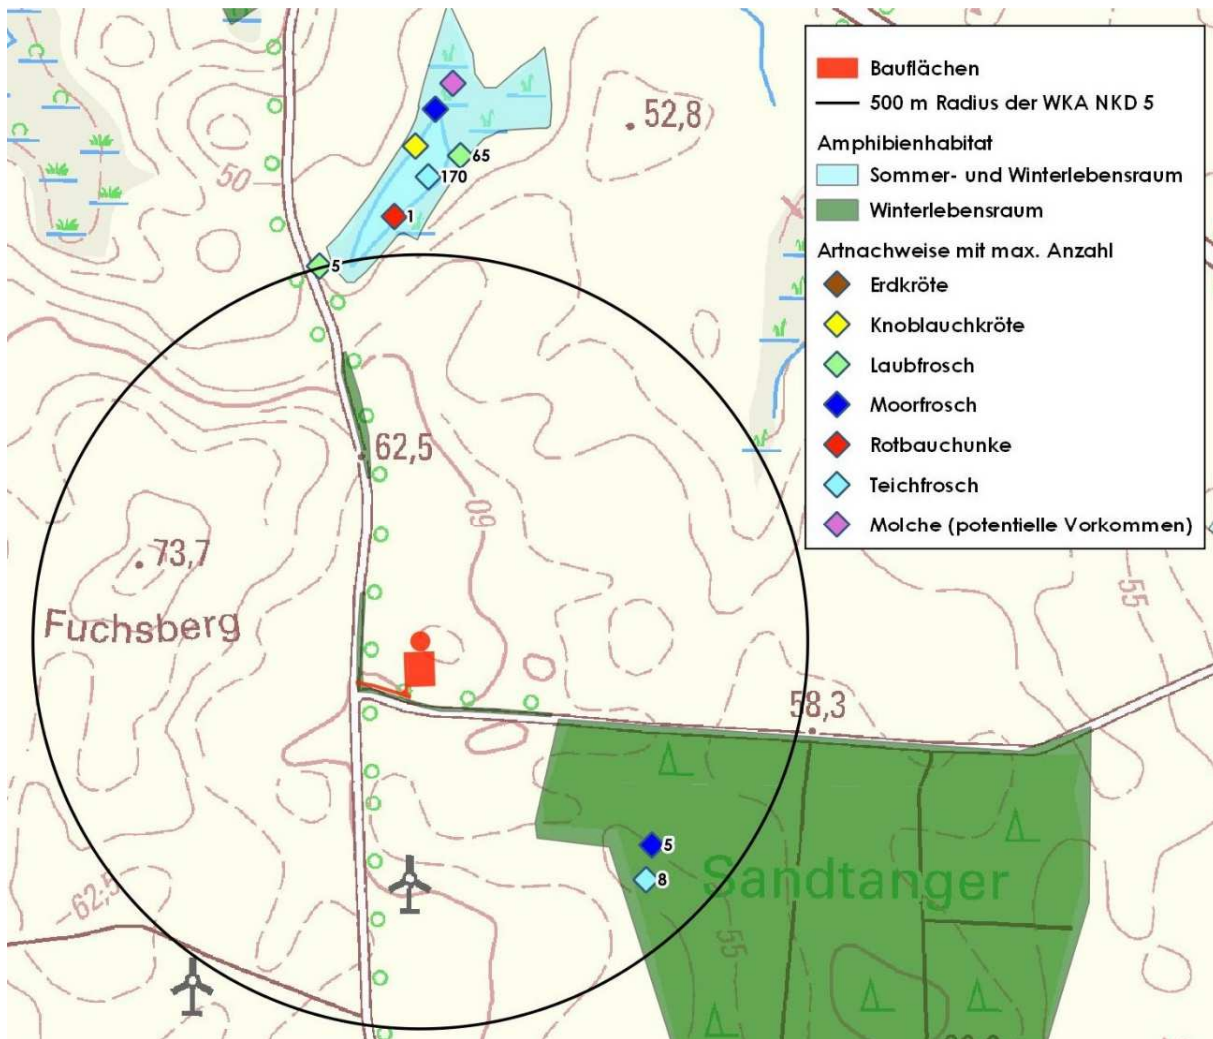 Bauflächen
500 m Radius der WKA NKD 5
Amphibienhabitat
Sommer- und Winterlebensraum
Winterlebensraum
Artnachweise mit max. Anzahl
Erdkröte
Knoblauchkröte
Laubfrosch
Moorfrosch
Rotbauchunke
Teichfrosch
Molche (potentielle Vorkommen)
52,8
65
170
50
1
5
62,5
60
73,7
55
Fuchsberg
58,3
5
8
Sandtanger
62,5
55